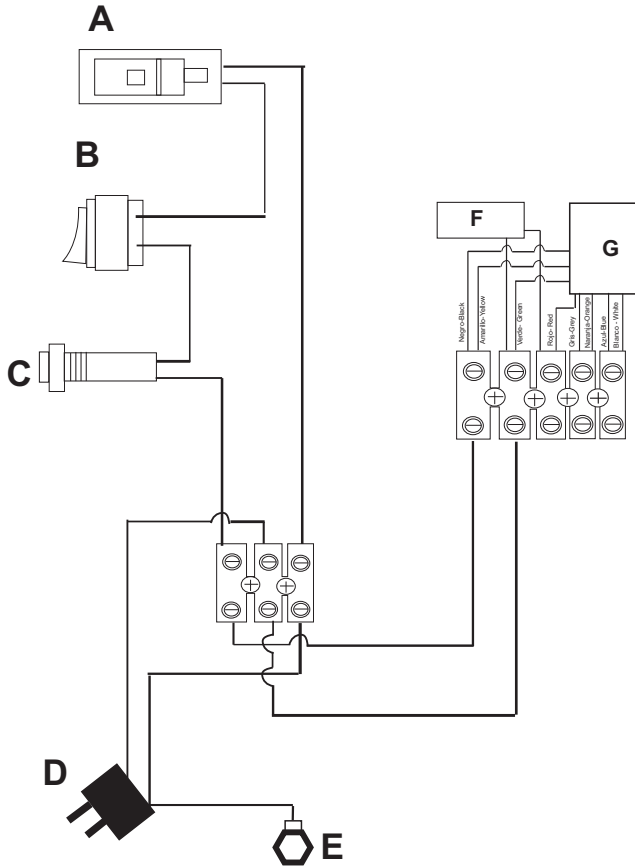 A
B
C
D
E
F
G
Negro-Black
Amarillo-Yellow
Verde- Green
Rojo- Red
Gris-Grey
Naranja-Orange
Azul-Blue
Blanco - White